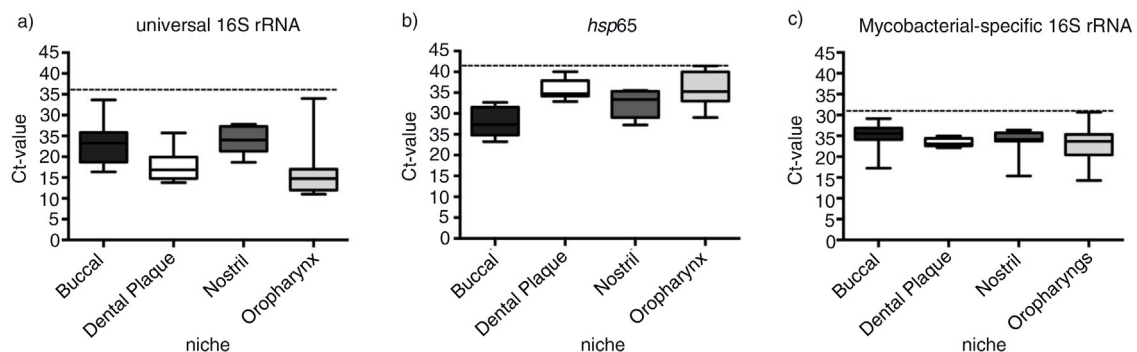 a)
universal 16S rRNA
45
40
35
30
25
20
15
10
5
0
Ct-value
Buccal
Dental Plaque
Nostril
Oropharynx
niche
b)
hsp65
45
40
35
30
25
20
15
10
5
0
Ct-value
Buccal
Dental Plaque
Nostril
Oropharynx
niche
c)
Mycobacterial-specific 16S rRNA
45
40
35
30
25
20
15
10
5
0
Ct-value
Buccal
Dental Plaque
Nostril
Oropharyngs
niche